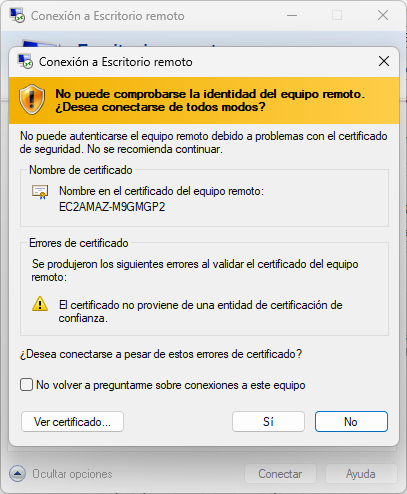 Conexión a Escritorio remoto
Conexión a Escritorio remoto
No puede comprobarse la identidad del equipo remoto.
¿Desea conectarse de todos modos?
No puede autenticarse el equipo remoto debido a problemas con el certificado
de seguridad. No se recomienda continuar.
Nombre de certificado
Nombre en el certificado del equipo remoto:
EC2AMAZ-M9GMGP2
Errores de certificado
Se produjeron los siguientes errores al validar el certificado del equipo
remoto:
El certificado no proviene de una entidad de certificación de
confianza.
¿Desea conectarse a pesar de estos errores de certificado?
No volver a preguntarme sobre conexiones a este equipo
Ver certificado...
Sí
No
Ocultar opciones
Conectar
Ayuda